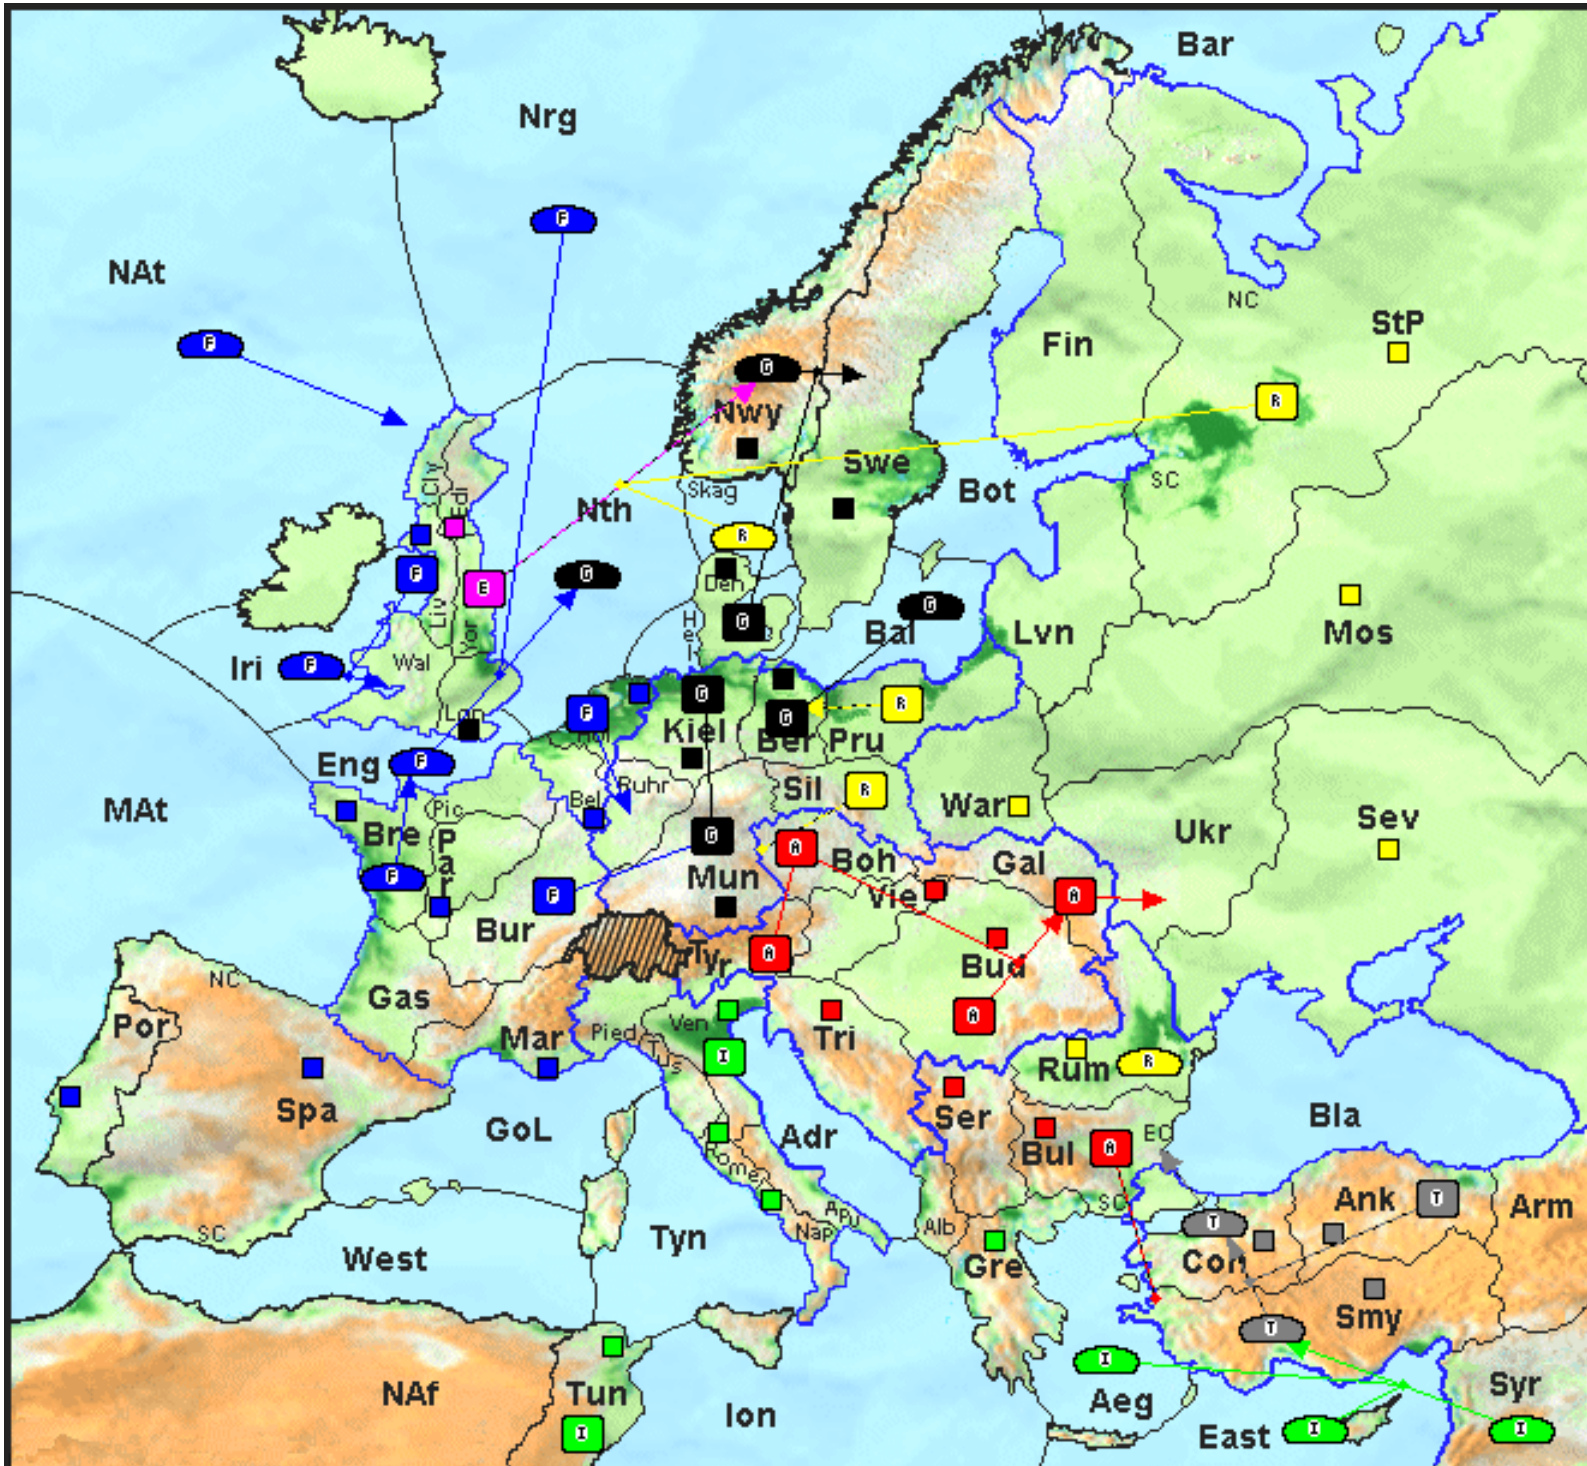 Bar
Nrg
F
NAt
NC
StP
F
Fin
G
R
Nwy
Cly
Edi
Swe
SC
Skag
Bot
Nth
R
F
G
Den
E
G
G
Liv
Yor
Hel
Bal
Lvn
Mos
Iri
F
Wal
F
G
R
Lon
Kiel
G
Ber
Pru
Hol
Eng
F
Ruhr
Sil
R
War
MAt
Pic
Bel
Sev
Bre
Par
G
A
Boh
Gal
Ukr
F
F
Mun
Vie
A
Bur
Tyr
A
Bud
NC
Gas
A
Por
Mar
Pied
Ven
Tri
Tus
I
Rum
R
Spa
GoL
Ser
Bla
Adr
Bul
A
EC
Rome
T
Ank
Arm
SC
Apu
SC
West
Tyn
Nap
Alb
T
Con
Gre
Smy
T
I
NAf
Tun
Aeg
Syr
Ion
I
East
I
I